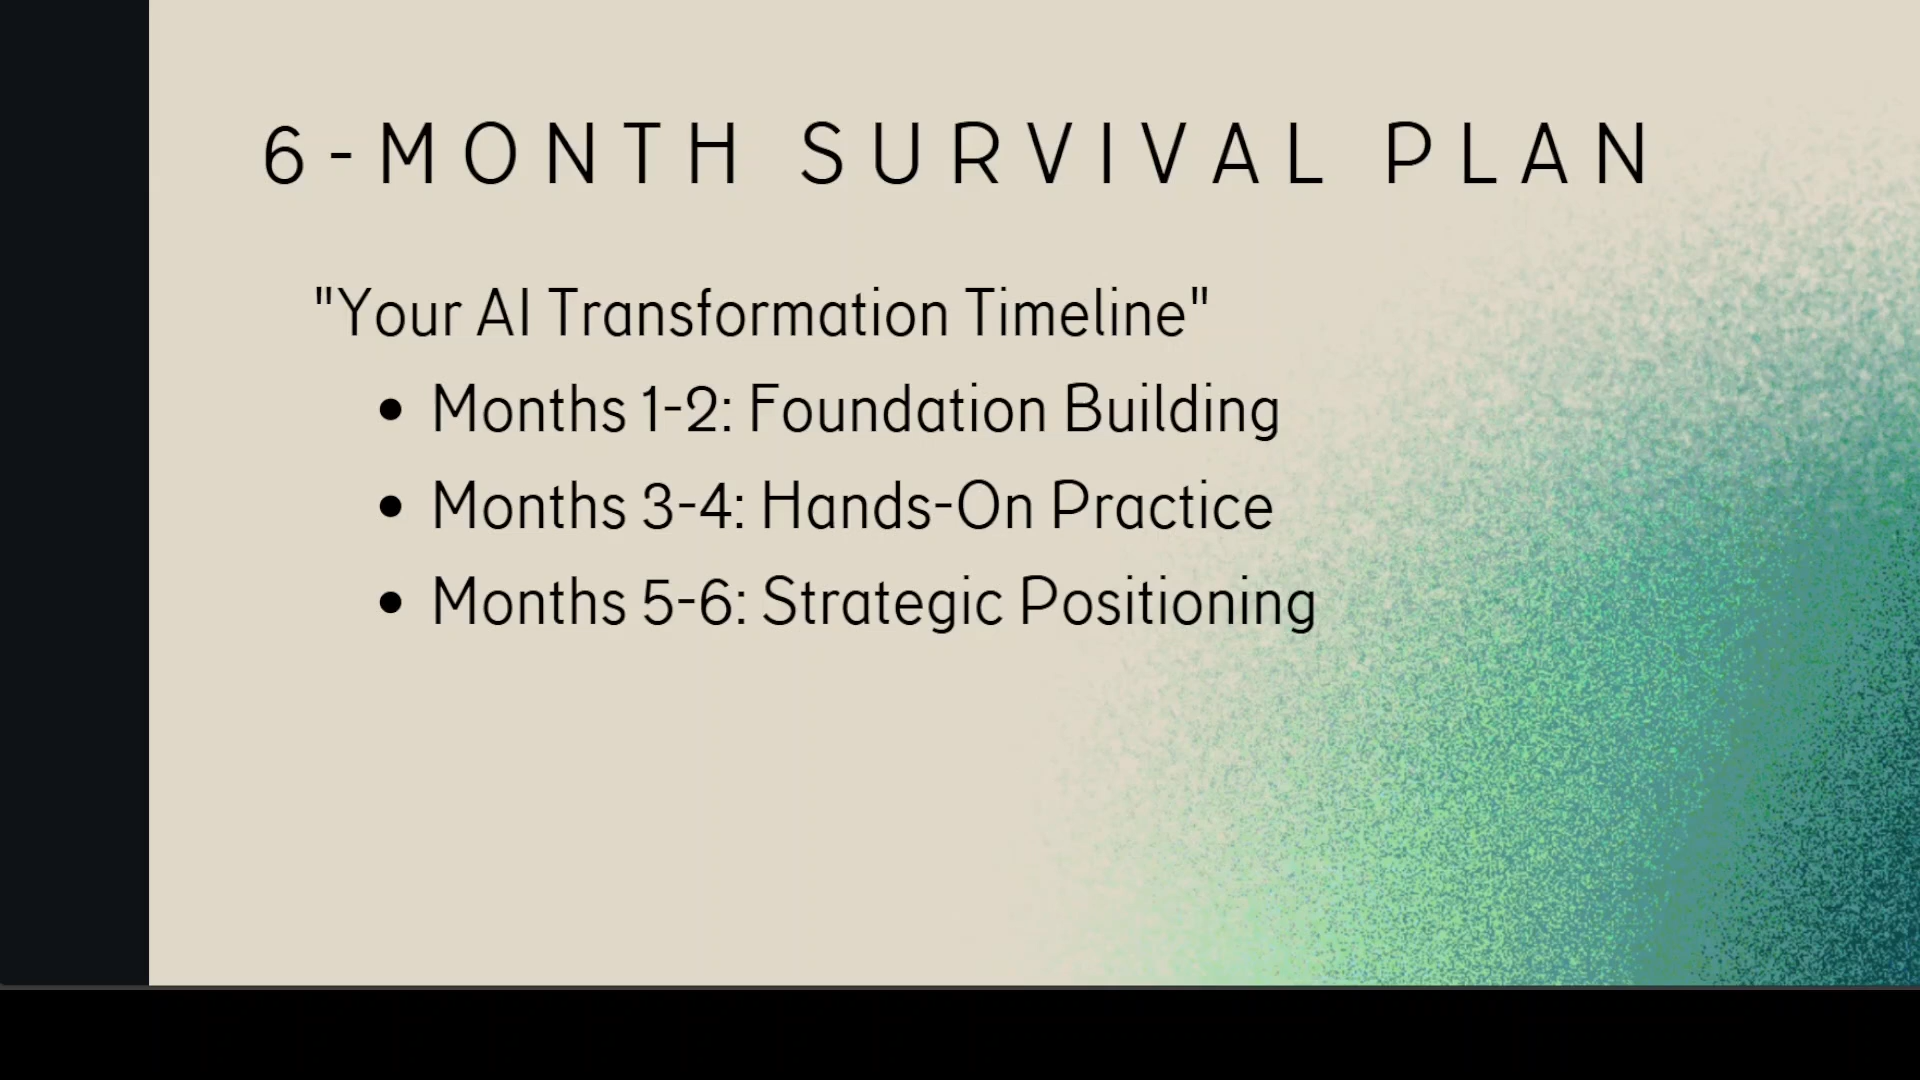 6-MONTH SURVIVAL PLAN
"Your AI Transformation Timeline"
• Months 1-2: Foundation Building
• Months 3-4: Hands-On Practice
• Months 5-6: Strategic Positioning